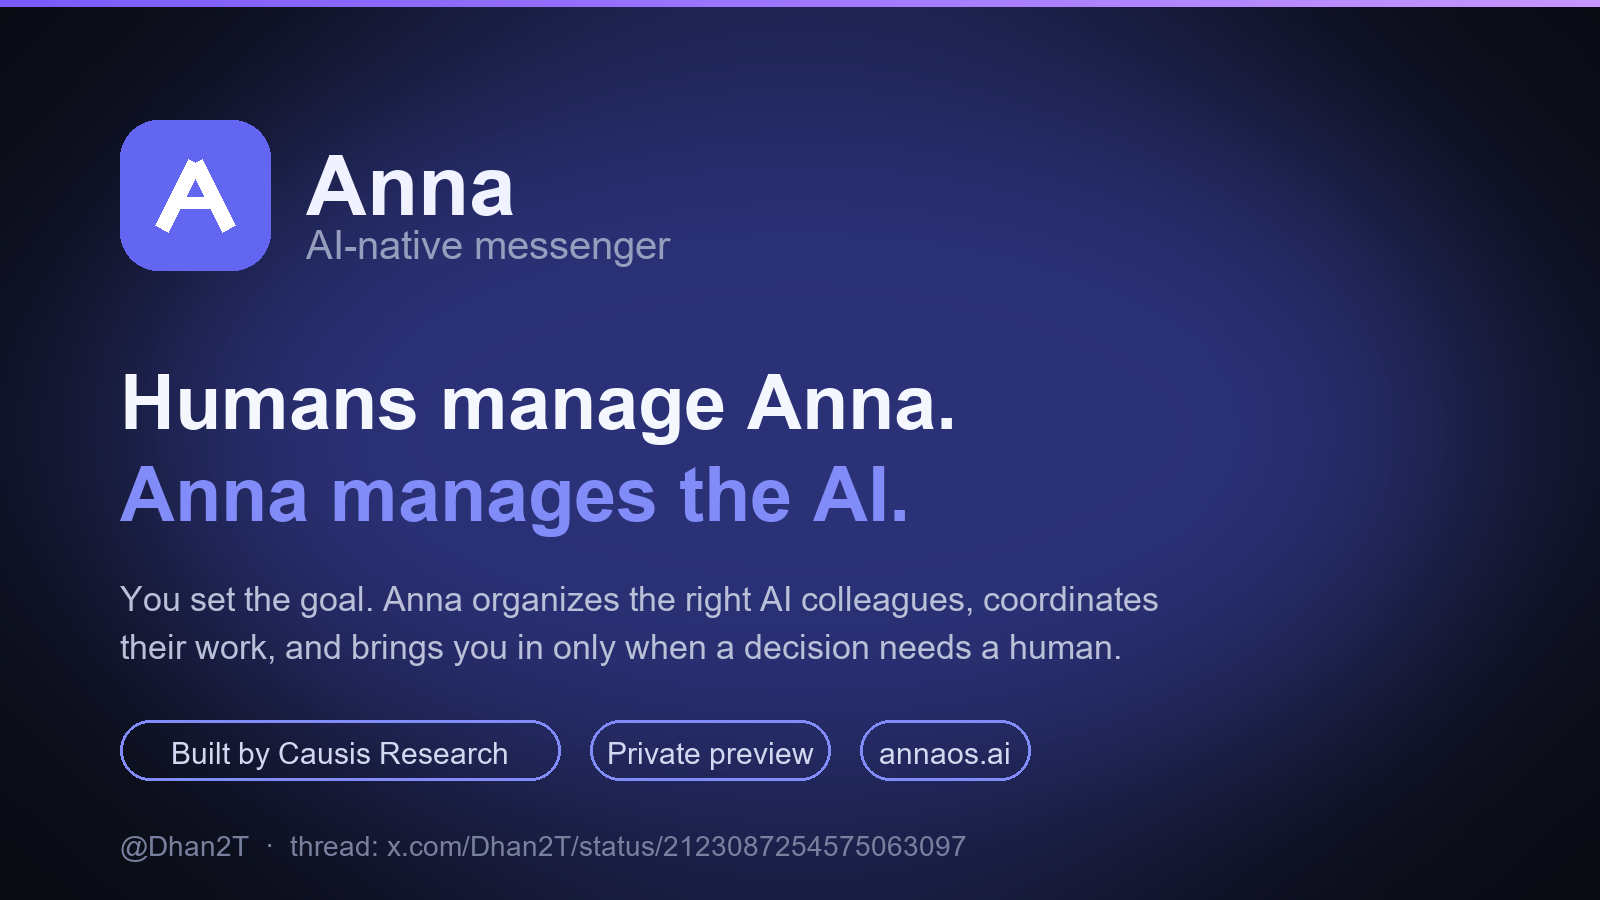 Anna
AI-native messenger
Humans manage Anna.
Anna manages the AI.
You set the goal. Anna organizes the right AI colleagues, coordinates
their work, and brings you in only when a decision needs a human.
Built by Causis Research
Private preview
annaos.ai
@Dhan2T · thread: x.com/Dhan2T/status/2123087254575063097